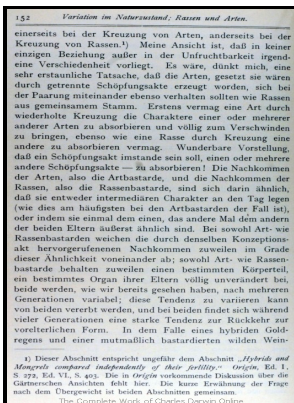 152 Variation im Naturzustand; Rassen und Arten.
einerseits bei der Kreuzung von Arten, anderseits bei der
Kreuzung von Rassen.¹) Meine Ansicht ist, daß in keiner
einzigen Beziehung außer in der Unfruchtbarkeit irgend-
eine Verschiedenheit vorliegt. Es wäre, dünkt mich, eine
sehr erstaunliche Tatsache, daß Arten, gesetzt sie wären
durch getrennte Schöpfungsakte erzeugt worden, sich bei
der Paarung miteinander ebenso verhalten sollten wie Rassen
aus gemeinsamem Stamm. Erstens vermag eine Art durch
wiederholte Kreuzung die Charaktere einer oder mehrerer
anderer Arten zu absorbieren und völlig zum Verschwinden
zu bringen, ebenso wie eine Rasse durch Kreuzung eine
andere zu absorbieren vermag. Wunderbare Vorstellung,
daß ein Schöpfungsakt imstande sein soll, einen oder mehrere
andere Schöpfungsakte — zu absorbieren! Die Nachkommen
der Arten, also die Artbastarde, und die Nachkommen der
Rassen, also die Rassenbastarde, sind sich darin ähnlich,
daß sie entweder intermediären Charakter an den Tag legen
(wie dies am häufigsten bei den Artbastarden der Fall ist),
oder indem sie einmal dem einen, das andere Mal dem andern
der beiden Eltern äußerst ähnlich sind. Bei sowohl Art- wie
Rassenbastarden weichen die durch denselben Konzeptions-
akt hervorgerufenen Nachkommen zuweilen im Grade
dieser Ähnlichkeit voneinander ab; sowohl Art- wie Rassen-
bastarde behalten zuweilen einen bestimmten Körperteil,
ein bestimmtes Organ ihrer Eltern völlig unverändert bei,
beide werden, wie wir bereits gesehen haben, nach mehreren
Generationen variabel; diese Tendenz zu variieren kann
von beiden vererbt werden, und bei beiden findet sich während
vieler Generationen eine starke Tendenz zur Rückkehr zur
vorelterlichen Form. In dem Falle eines hybriden Gold-
regens und einer mutmaßlich bastardierten wilden Wein-
1) Dieser Abschnitt entspricht ungefähr dem Abschnitt „Hybrids and
Mongrels compared independently of their fertility.“ Origin, Ed. I,
S. 272, Ed. VI, S. 403. Die in Origin vorkommende Diskussion über die
Gärtnerschen Ansichten fehlt hier. Die kurze Erwähnung der Frage
nach dem Übergewicht ist beiden Abschnitten gemeinsam.
The Complete Work of Charles Darwin Online